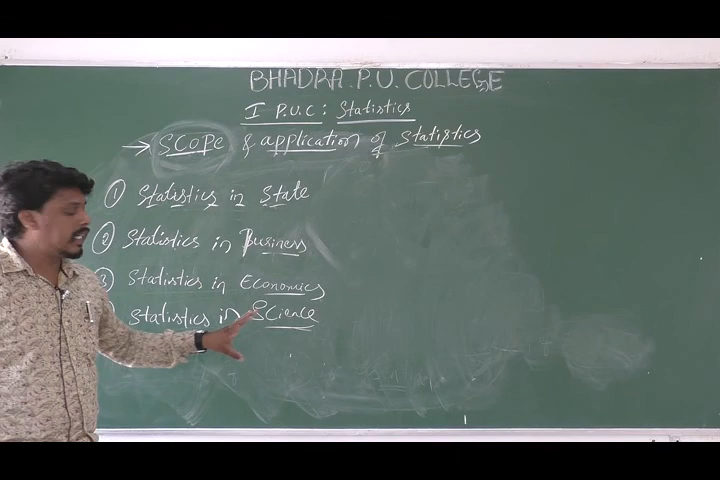 BHADRA. P. U. COLLEGE
I P.U.C: Statistics
→ Scope & application of Statistics
① Statistics in State
② Statistics in Business
③ Statistics in Economics
Statistics in Science